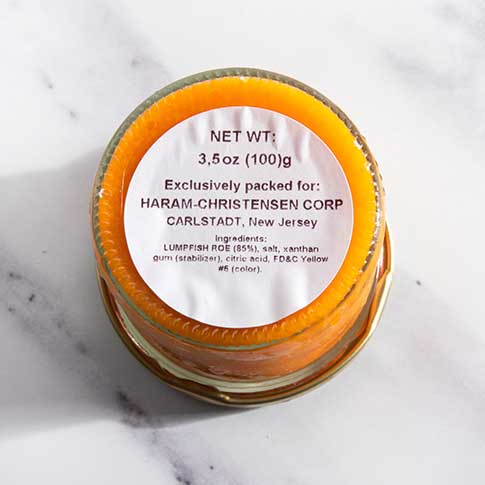 NET WT:
3,5oz (100)g
Exclusively packed for:
HARAM-CHRISTENSEN CORP
CARLSTADT, New Jersey
Ingredients:
LUMPFISH ROE (85%), salt, xanthan
gum (stabilizer), citric acid, FD&C Yellow
#6 (color).